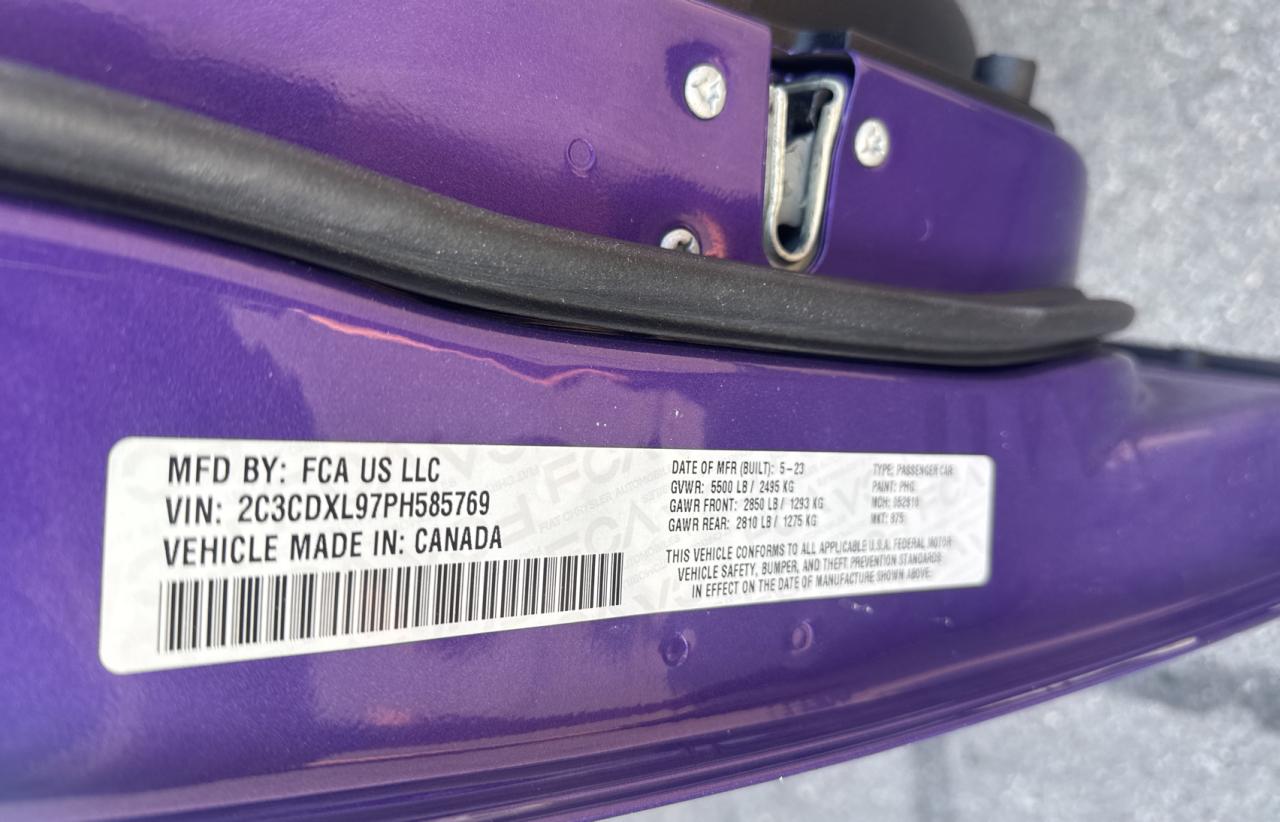 MFD BY: FCA US LLC
VIN: 2C3CDXL97PH585769
VEHICLE MADE IN: CANADA
DATE OF MFR (BUILT): 5-23
GVWR: 5500 LB / 2495 KG
GAWR FRONT: 2850 LB / 1293 KG
GAWR REAR: 2810 LB / 1275 KG
TYPE: PASSENGER CAR
PAINT: PHG
MKT: 975
THIS VEHICLE CONFORMS TO ALL APPLICABLE U.S.A. FEDERAL MOTOR
VEHICLE SAFETY, BUMPER, AND THEFT PREVENTION STANDARDS
IN EFFECT ON THE DATE OF MANUFACTURE SHOWN ABOVE.